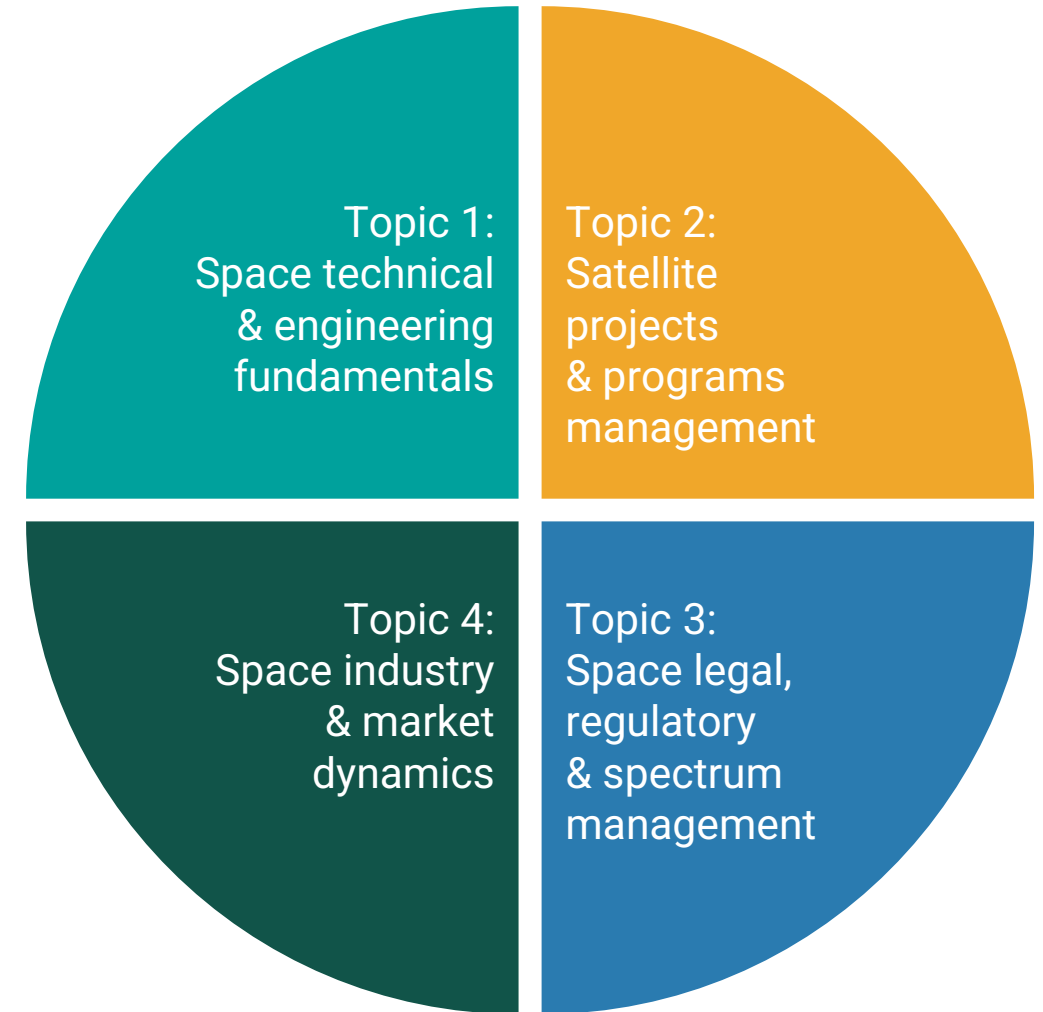 Topic 1:
Space technical
& engineering
fundamentals
Topic 2:
Satellite
projects
& programs
management
Topic 4:
Space industry
& market
dynamics
Topic 3:
Space legal,
regulatory
& spectrum
management